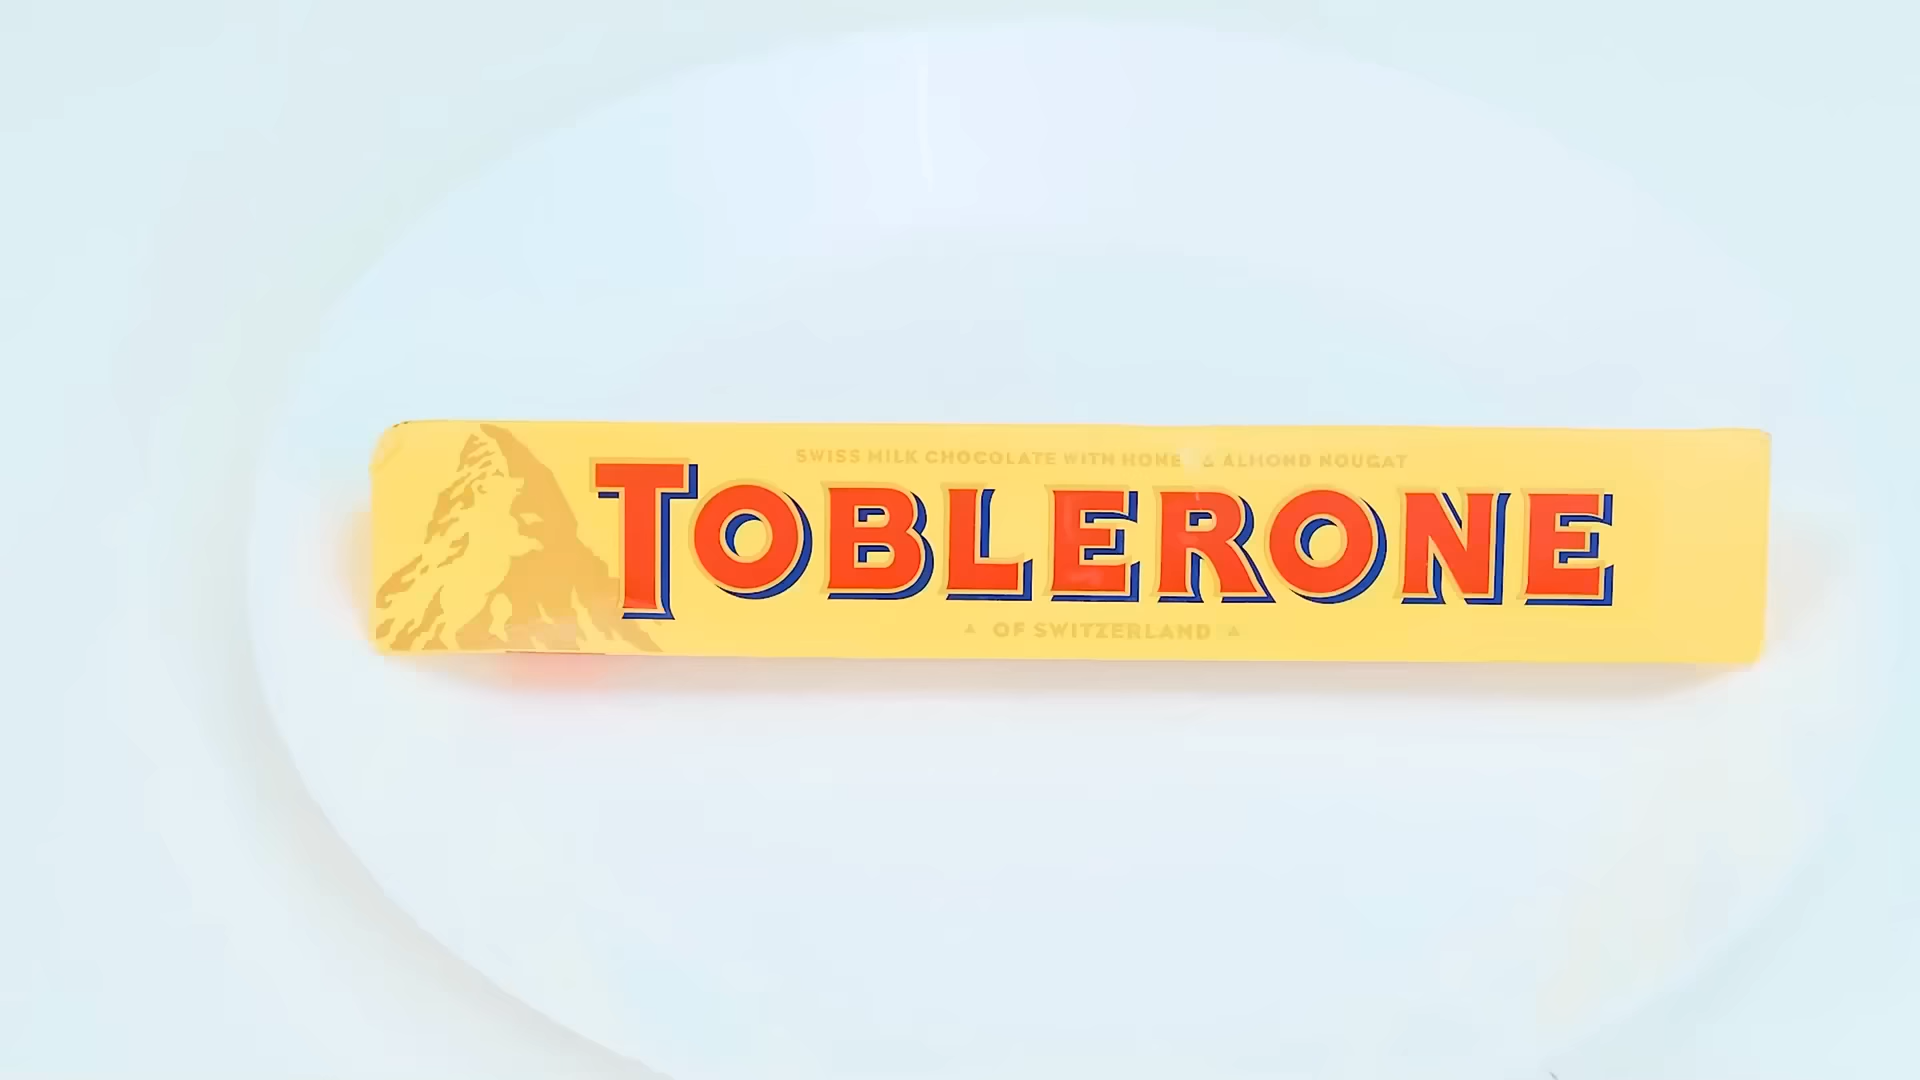 SWISS MILK CHOCOLATE WITH HONEY & ALMOND NOUGAT
TOBLERONE
OF SWITZERLAND